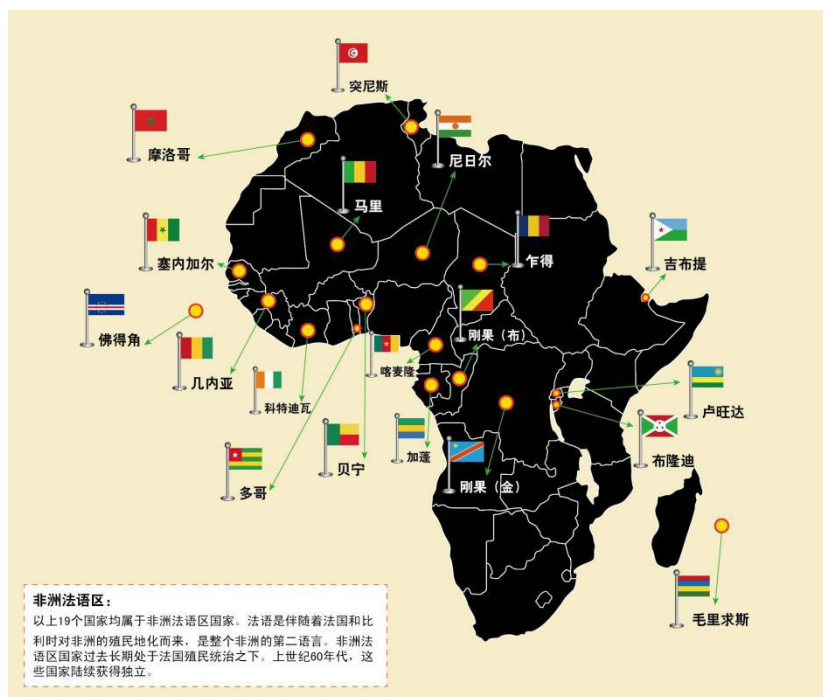 突尼斯
摩洛哥
尼日尔
马里
塞内加尔
乍得
吉布提
佛得角
刚果（布）
几内亚
喀麦隆
科特迪瓦
卢旺达
加蓬
贝宁
布隆迪
多哥
刚果（金）
毛里求斯
非洲法语区：
以上19个国家均属于非洲法语区国家。法语是伴随着法国和比
利时对非洲的殖民地化而来，是整个非洲的第二语言。非洲法
语区国家过去长期处于法国殖民统治之下。上世纪60年代，这
些国家陆续获得独立。